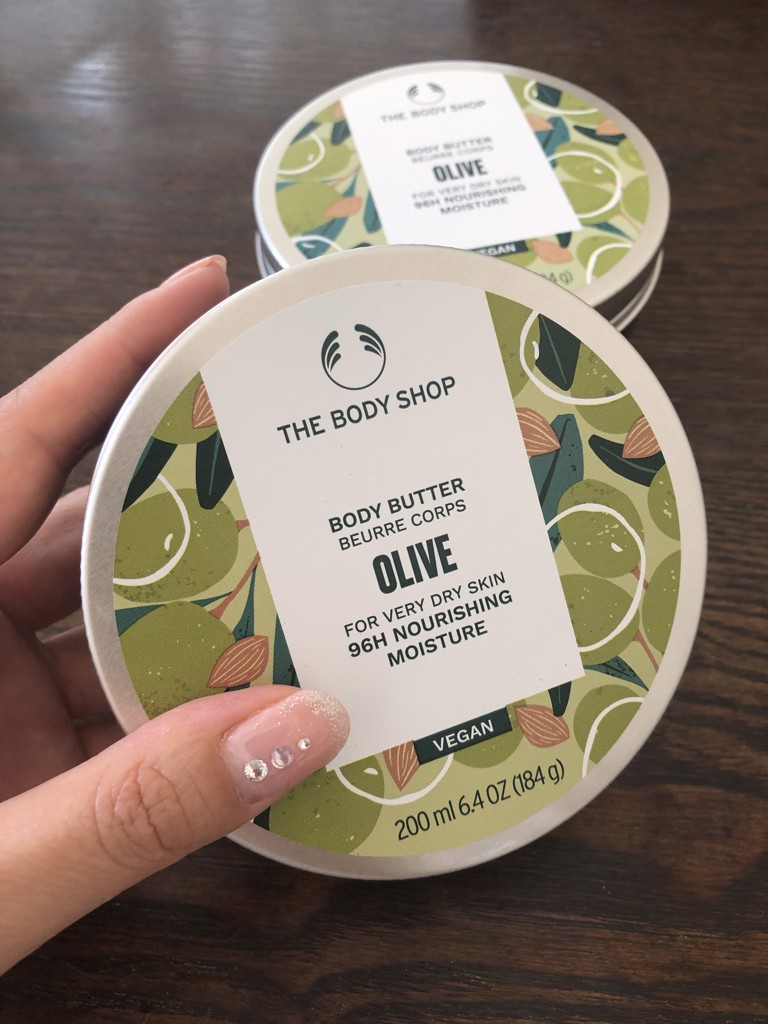 THE BODY SHOP
BODY BUTTER
BEURRE CORPS
OLIVE
FOR VERY DRY SKIN
96H NOURISHING
MOISTURE
VEGAN
84 g)
THE BODY SHOP
BODY BUTTER
BEURRE CORPS
OLIVE
FOR VERY DRY SKIN
96H NOURISHING
MOISTURE
VEGAN
200 ml 6.4 OZ (184 g)